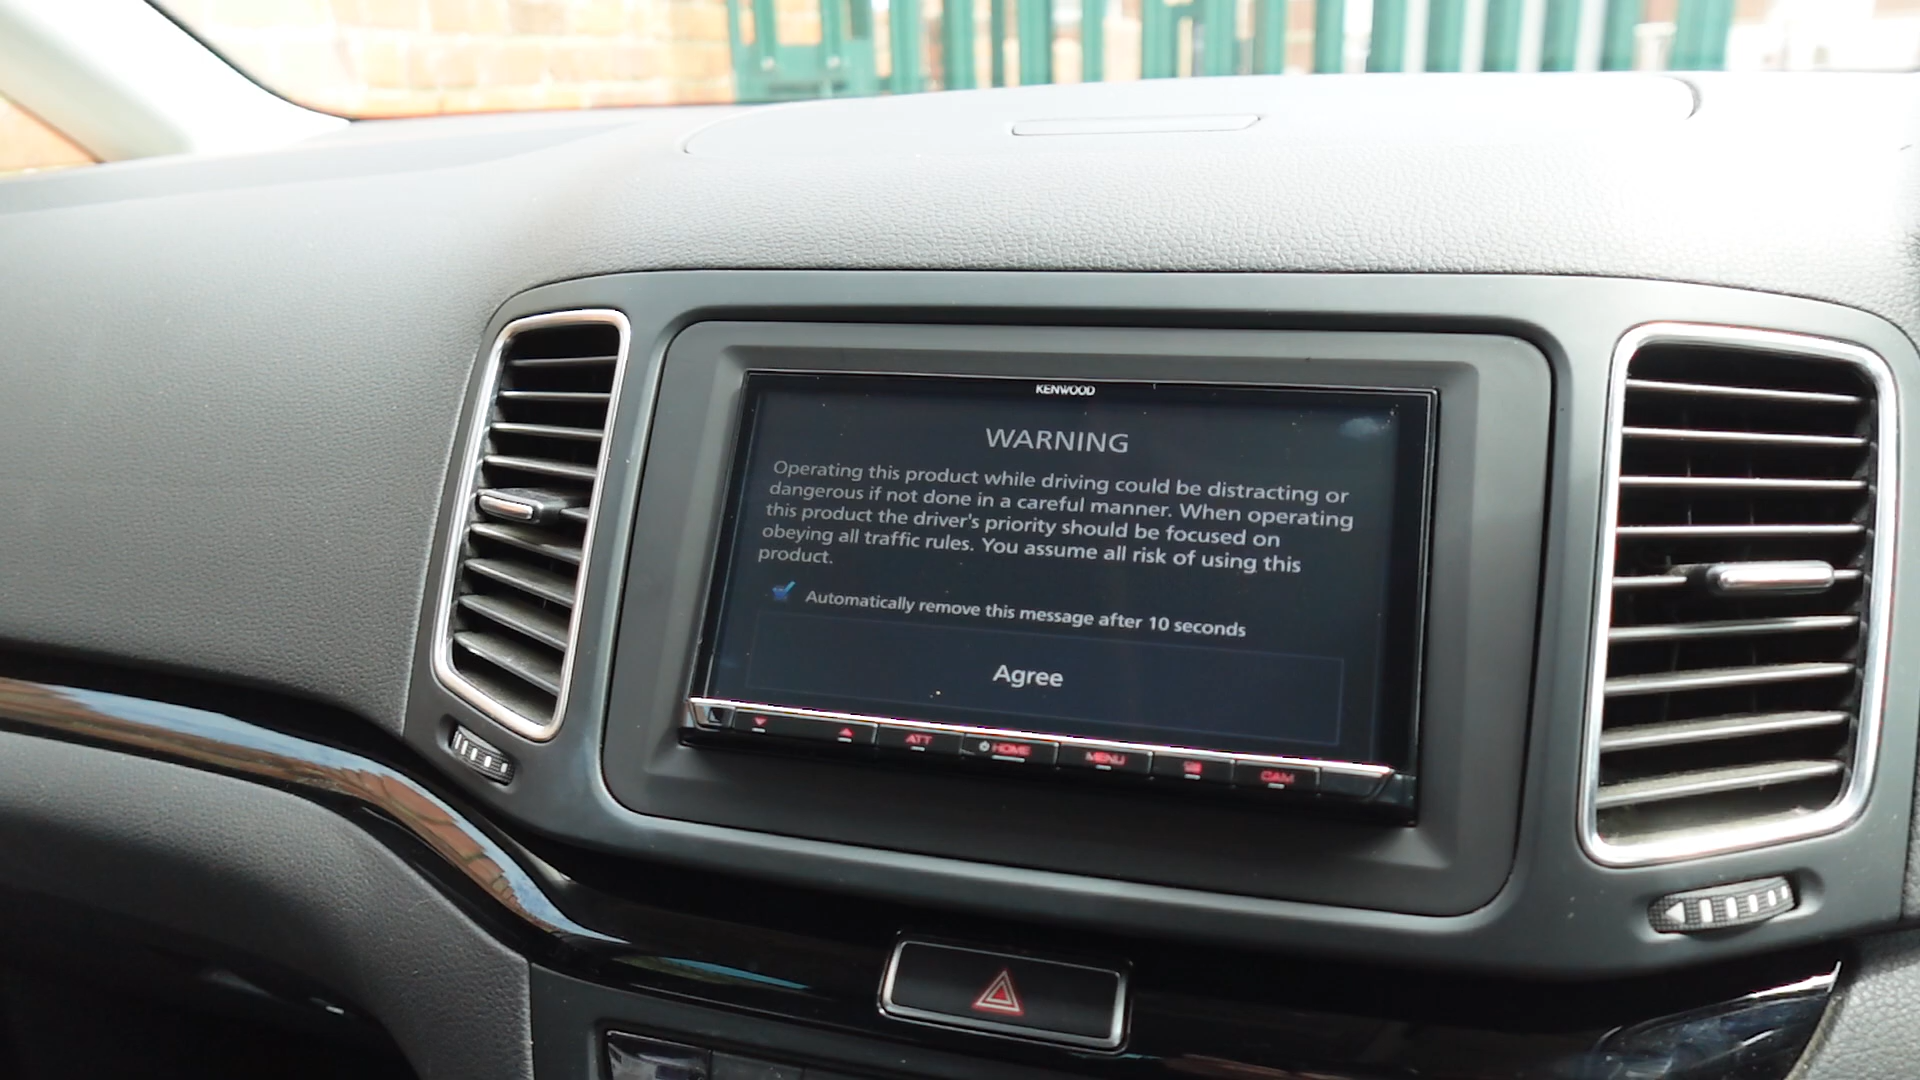 KENWOOD
WARNING
Operating this product while driving could be distracting or
dangerous if not done in a careful manner. When operating
this product the driver's priority should be focused on
obeying all traffic rules. You assume all risk of using this
product.
Automatically remove this message after 10 seconds
Agree
ATT HOME MENU CAM